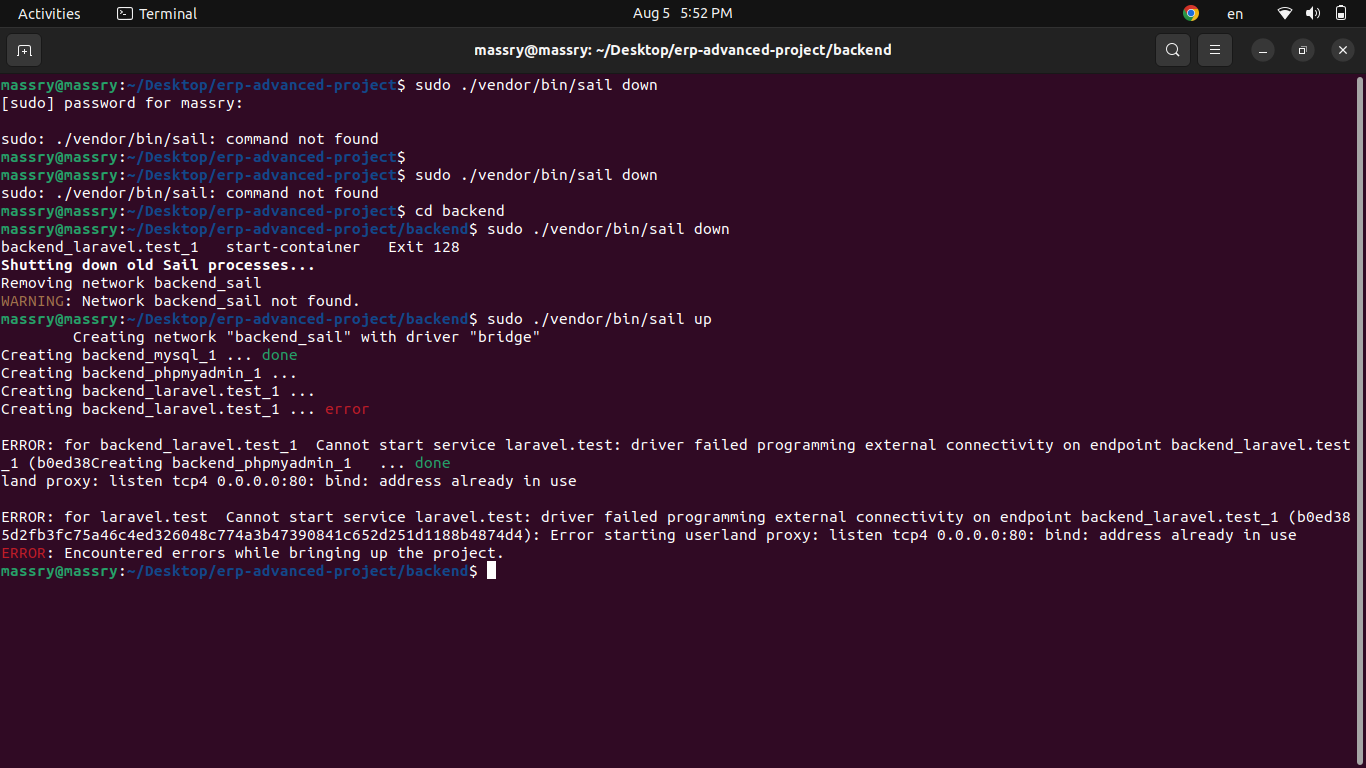 Activities Terminal Aug 5 5:52 PM en
massry@massry: ~/Desktop/erp-advanced-project/backend
massry@massry:~/Desktop/erp-advanced-project$ sudo ./vendor/bin/sail down
[sudo] password for massry:
sudo: ./vendor/bin/sail: command not found
massry@massry:~/Desktop/erp-advanced-project$
massry@massry:~/Desktop/erp-advanced-project$ sudo ./vendor/bin/sail down
sudo: ./vendor/bin/sail: command not found
massry@massry:~/Desktop/erp-advanced-project$ cd backend
massry@massry:~/Desktop/erp-advanced-project/backend$ sudo ./vendor/bin/sail down
backend_laravel.test_1   start-container   Exit 128
Shutting down old Sail processes...
Removing network backend_sail
WARNING: Network backend_sail not found.
massry@massry:~/Desktop/erp-advanced-project/backend$ sudo ./vendor/bin/sail up
        Creating network "backend_sail" with driver "bridge"
Creating backend_mysql_1 ... done
Creating backend_phpmyadmin_1 ...
Creating backend_laravel.test_1 ...
Creating backend_laravel.test_1 ... error
ERROR: for backend_laravel.test_1  Cannot start service laravel.test: driver failed programming external connectivity on endpoint backend_laravel.test
_1 (b0ed38Creating backend_phpmyadmin_1   ... done
land proxy: listen tcp4 0.0.0.0:80: bind: address already in use
ERROR: for laravel.test  Cannot start service laravel.test: driver failed programming external connectivity on endpoint backend_laravel.test_1 (b0ed38
5d2fb3fc75a46c4ed326048c774a3b47390841c652d251d1188b4874d4): Error starting userland proxy: listen tcp4 0.0.0.0:80: bind: address already in use
ERROR: Encountered errors while bringing up the project.
massry@massry:~/Desktop/erp-advanced-project/backend$